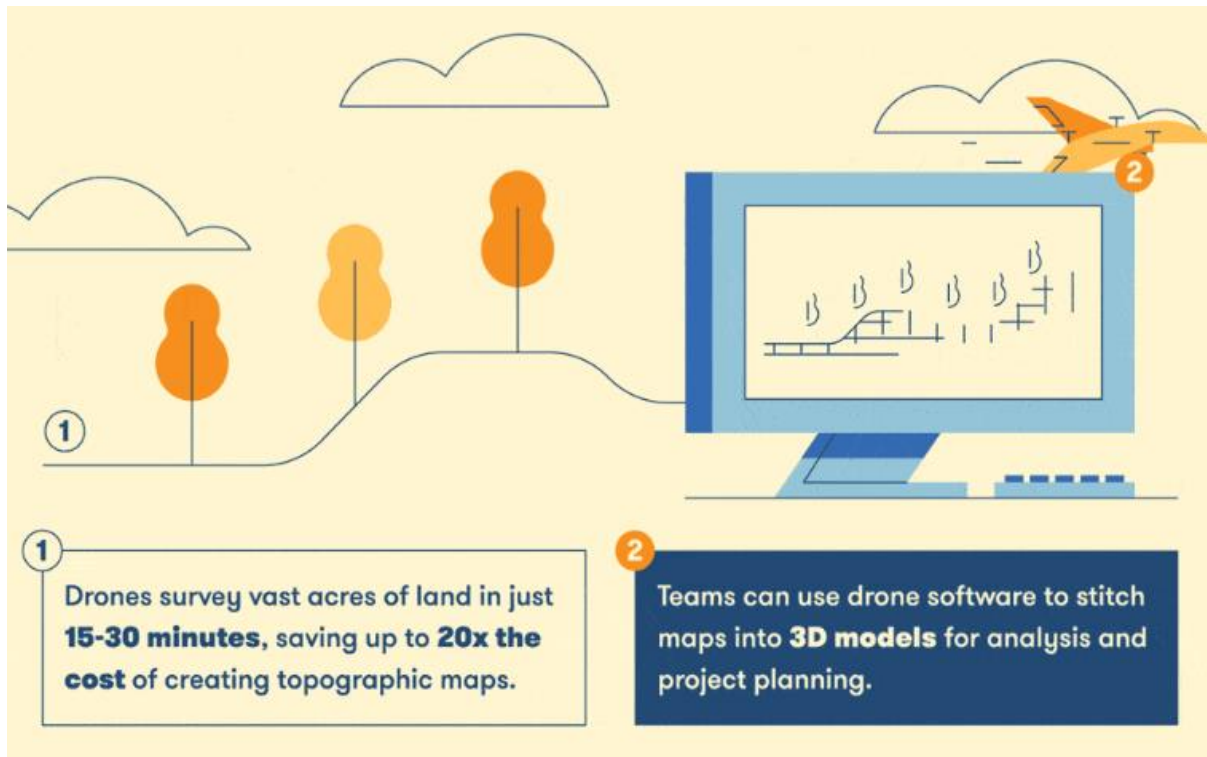 1
2
1
Drones survey vast acres of land in just
15-30 minutes, saving up to 20x the
cost of creating topographic maps.
2
Teams can use drone software to stitch
maps into 3D models for analysis and
project planning.